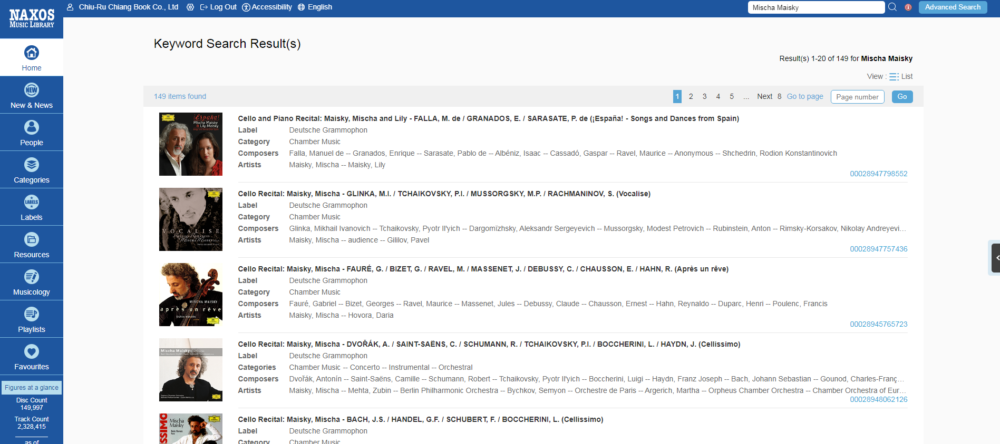 NAXOS
MUSIC LIBRARY
Chiu-Ru Chiang Book Co., Ltd Log Out Accessibility English
Mischa Maisky
Advanced Search
Home
New & News
People
Categories
LABELS
Labels
Resources
Musicology
Playlists
Favourites
Figures at a glance
Disc Count
149,997
Track Count
2,328,415
as of
Keyword Search Result(s)
Result(s) 1-20 of 149 for Mischa Maisky
View : List
149 items found
1 2 3 4 5 ... Next 8 Go to page Page number Go
¡España!
Mischa Maisky
& Lily Maisky
Cello and Piano Recital: Maisky, Mischa and Lily - FALLA, M. de / GRANADOS, E. / SARASATE, P. de (¡España! - Songs and Dances from Spain)
Label Deutsche Grammophon
Category Chamber Music
Composers Falla, Manuel de -- Granados, Enrique -- Sarasate, Pablo de -- Albéniz, Isaac -- Cassadó, Gaspar -- Ravel, Maurice -- Anonymous -- Shchedrin, Rodion Konstantinovich
Artists Maisky, Mischa -- Maisky, Lily
00028947798552
VOCALISE
RUSSIAN ROMANCES
MISCHA MAISKY
Cello Recital: Maisky, Mischa - GLINKA, M.I. / TCHAIKOVSKY, P.I. / MUSSORGSKY, M.P. / RACHMANINOV, S. (Vocalise)
Label Deutsche Grammophon
Category Chamber Music
Composers Glinka, Mikhail Ivanovich -- Tchaikovsky, Pyotr Il'yich -- Dargomïzhsky, Aleksandr Sergeyevich -- Mussorgsky, Modest Petrovich -- Rubinstein, Anton -- Rimsky-Korsakov, Nikolay Andreyevi...
Artists Maisky, Mischa -- audience -- Gililov, Pavel
00028947757436
MISCHA MAISKY
après un rêve
DARIA HOVORA
Cello Recital: Maisky, Mischa - FAURÉ, G. / BIZET, G. / RAVEL, M. / MASSENET, J. / DEBUSSY, C. / CHAUSSON, E. / HAHN, R. (Après un rêve)
Label Deutsche Grammophon
Category Chamber Music
Composers Fauré, Gabriel -- Bizet, Georges -- Ravel, Maurice -- Massenet, Jules -- Debussy, Claude -- Chausson, Ernest -- Hahn, Reynaldo -- Duparc, Henri -- Poulenc, Francis
Artists Maisky, Mischa -- Hovora, Daria
00028945765723
Mischa Maisky
Cello Recital: Maisky, Mischa - DVOŘÁK, A. / SAINT-SAËNS, C. / SCHUMANN, R. / TCHAIKOVSKY, P.I. / BOCCHERINI, L. / HAYDN, J. (Cellissimo)
Label Deutsche Grammophon
Categories Chamber Music -- Concerto -- Instrumental -- Orchestral
Composers Dvořák, Antonín -- Saint-Saëns, Camille -- Schumann, Robert -- Tchaikovsky, Pyotr Il'yich -- Boccherini, Luigi -- Haydn, Franz Joseph -- Bach, Johann Sebastian -- Gounod, Charles-Franç...
Artists Maisky, Mischa -- Mehta, Zubin -- Berlin Philharmonic Orchestra -- Bychkov, Semyon -- Orchestre de Paris -- Argerich, Martha -- Orpheus Chamber Orchestra -- Chamber Orchestra of Eur...
00028948062126
Mischa
Maisky
Cello Recital: Maisky, Mischa - BACH, J.S. / HANDEL, G.F. / SCHUBERT, F. / BOCCHERINI, L. (Cellissimo)
Label Deutsche Grammophon
Category Chamber Music